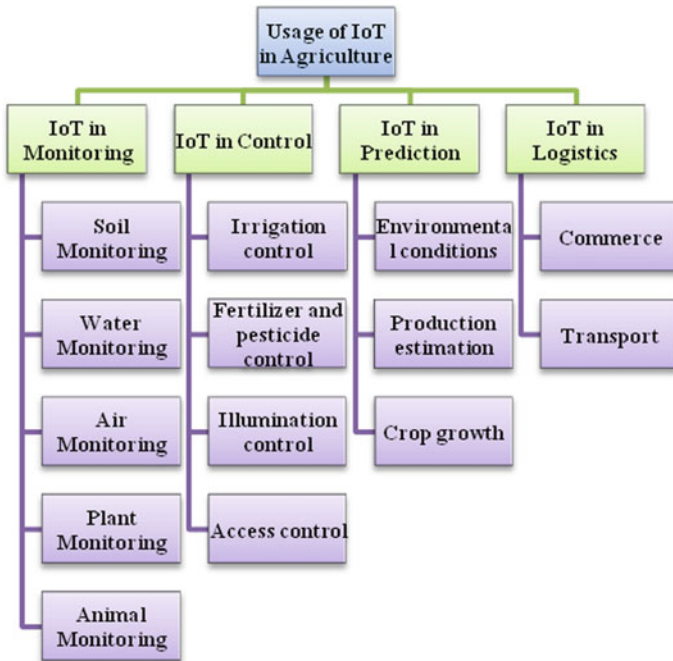 Usage of IoT
in Agriculture
IoT in
Monitoring
IoT in Control
IoT in
Prediction
IoT in
Logistics
Soil
Monitoring
Water
Monitoring
Air
Monitoring
Plant
Monitoring
Animal
Monitoring
Irrigation
control
Fertilizer and
pesticide
control
Illumination
control
Access control
Environmenta
l conditions
Production
estimation
Crop growth
Commerce
Transport